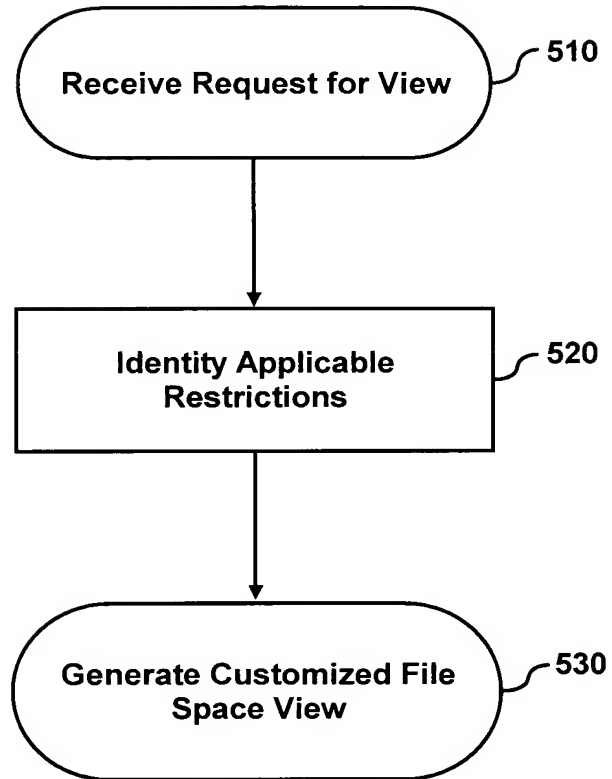 Receive Request for View
510
Identity Applicable
Restrictions
520
Generate Customized File
Space View
530